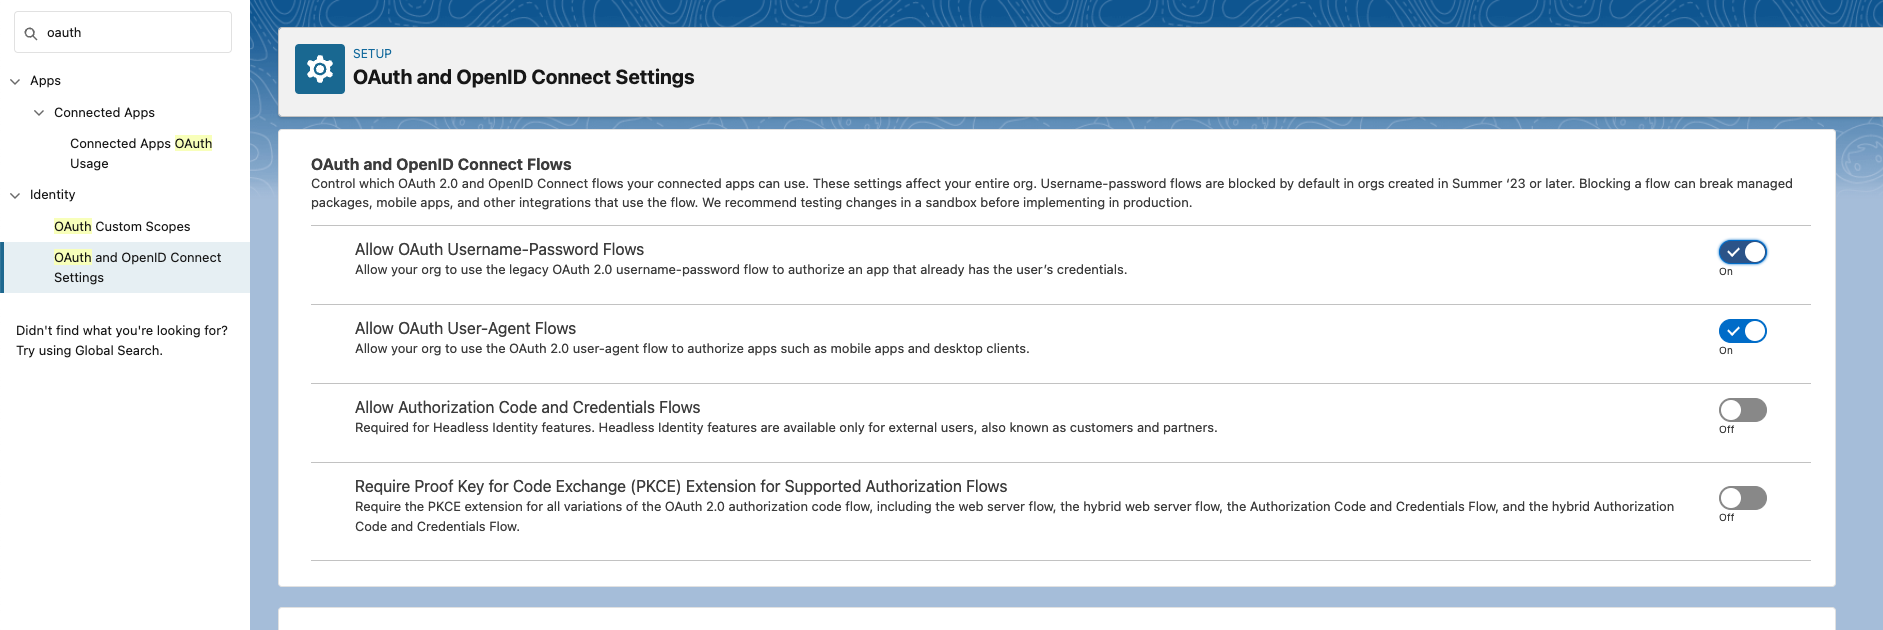 oauth
Apps
Connected Apps
Connected Apps OAuth
Usage
Identity
OAuth Custom Scopes
OAuth and OpenID Connect
Settings
Didn't find what you're looking for?
Try using Global Search.
SETUP
OAuth and OpenID Connect Settings
OAuth and OpenID Connect Flows
Control which OAuth 2.0 and OpenID Connect flows your connected apps can use. These settings affect your entire org. Username-password flows are blocked by default in orgs created in Summer ‘23 or later. Blocking a flow can break managed
packages, mobile apps, and other integrations that use the flow. We recommend testing changes in a sandbox before implementing in production.
Allow OAuth Username-Password Flows
Allow your org to use the legacy OAuth 2.0 username-password flow to authorize an app that already has the user’s credentials.
On
Allow OAuth User-Agent Flows
Allow your org to use the OAuth 2.0 user-agent flow to authorize apps such as mobile apps and desktop clients.
On
Allow Authorization Code and Credentials Flows
Required for Headless Identity features. Headless Identity features are available only for external users, also known as customers and partners.
Off
Require Proof Key for Code Exchange (PKCE) Extension for Supported Authorization Flows
Require the PKCE extension for all variations of the OAuth 2.0 authorization code flow, including the web server flow, the hybrid web server flow, the Authorization Code and Credentials Flow, and the hybrid Authorization
Code and Credentials Flow.
Off